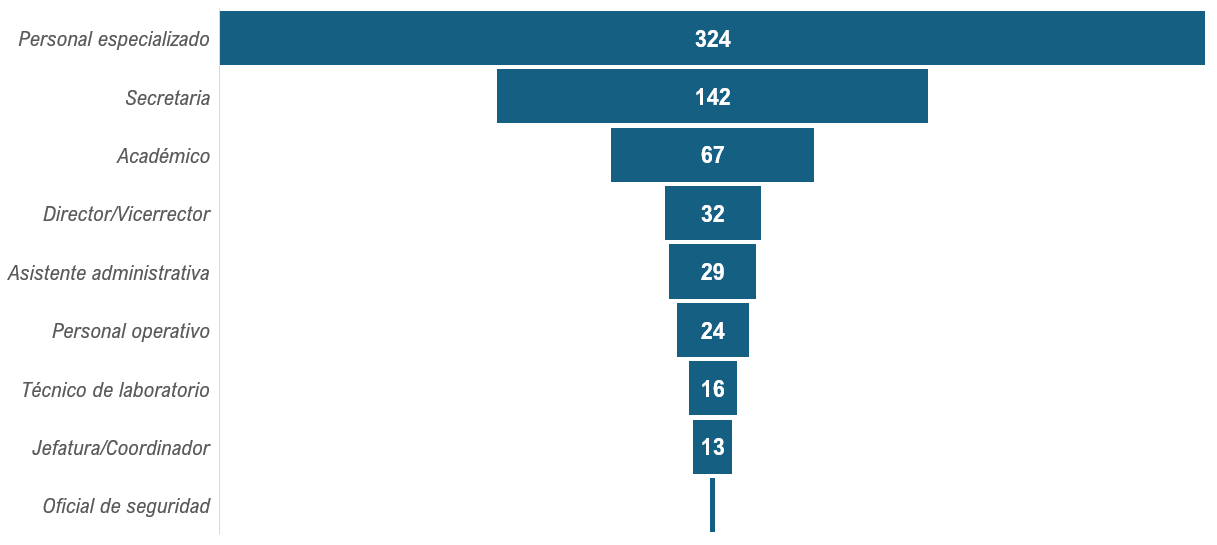 Personal especializado 324
Secretaria 142
Académico 67
Director/Vicerrector 32
Asistente administrativa 29
Personal operativo 24
Técnico de laboratorio 16
Jefatura/Coordinador 13
Oficial de seguridad